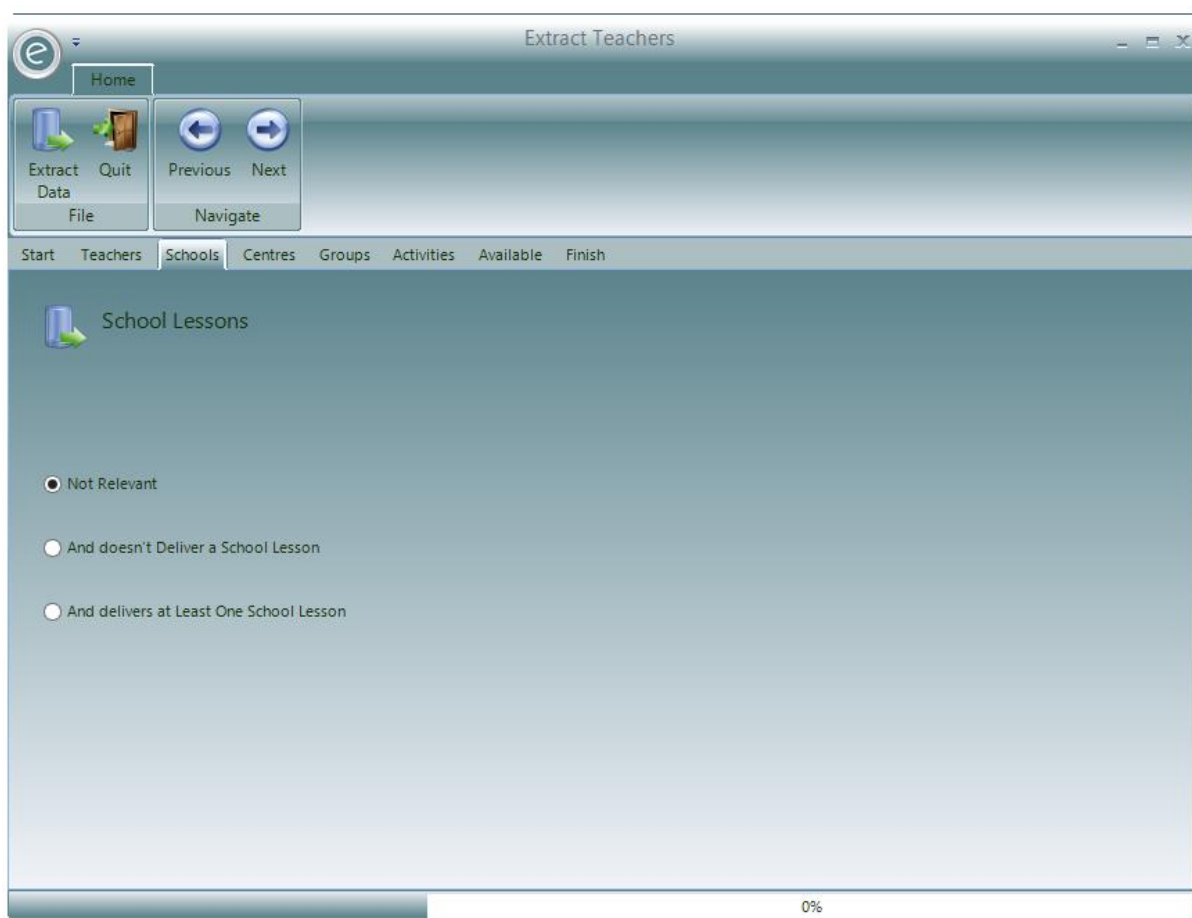 e
Extract Teachers
Home
Extract Data
Quit
Previous
Next
File
Navigate
Start Teachers Schools Centres Groups Activities Available Finish
School Lessons
Not Relevant
And doesn't Deliver a School Lesson
And delivers at Least One School Lesson
0%